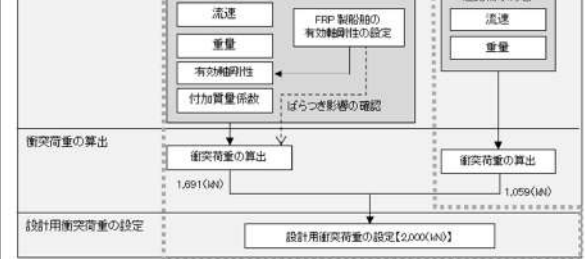 流速
FRP 製船舶の
有効軸剛性の設定
流速
重量
重量
有効軸剛性
付加質量係数
ばらつき影響の確認
衝突荷重の算出
衝突荷重の算出
衝突荷重の算出
1,691(kN)
1,059(kN)
設計用衝突荷重の設定
設計用衝突荷重の設定【2,000(kN)】